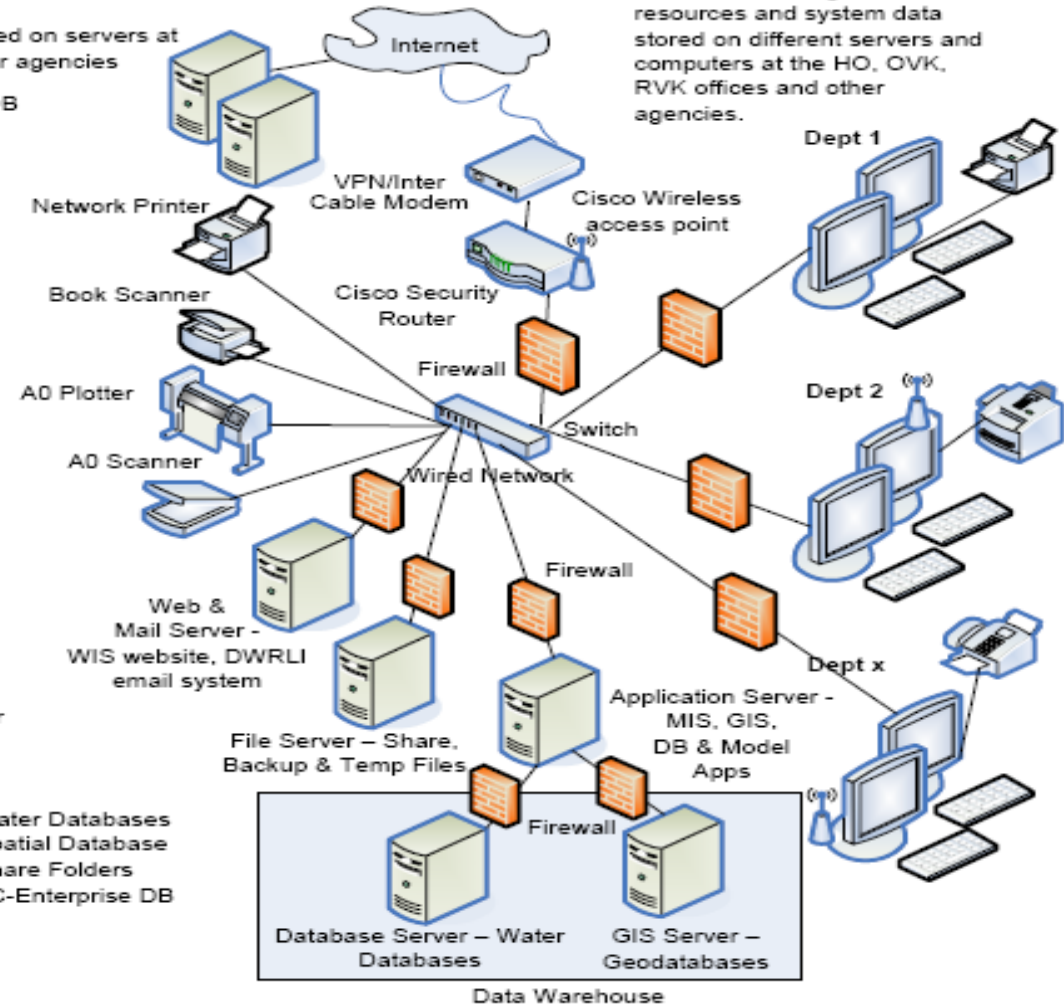 resources and system data
stored on different servers and
computers at the HO, OVK,
RVK offices and other
agencies.
on servers at
agencies
Internet
Dept 1
VPN/Inter
Cable Modem
Cisco Wireless
access point
Network Printer
Book Scanner
Cisco Security
Router
Firewall
A0 Plotter
Dept 2
Switch
A0 Scanner
Wired Network
Firewall
Web &
Mail Server -
WIS website, DWRLI
email system
Dept x
Application Server -
MIS, GIS,
DB & Model
Apps
File Server – Share,
Backup & Temp Files
Databases
Database
Folders
-Enterprise DB
Firewall
Database Server – Water
Databases
GIS Server –
Geodatabases
Data Warehouse